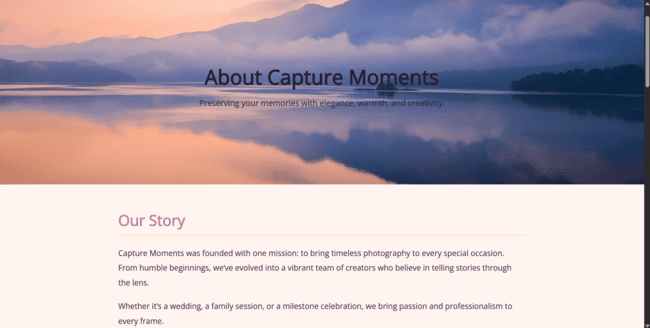 About Capture Moments
Preserving your memories with elegance, warmth, and creativity.
Our Story
Capture Moments was founded with one mission: to bring timeless photography to every special occasion.
From humble beginnings, we’ve evolved into a vibrant team of creators who believe in telling stories through
the lens.
Whether it’s a wedding, a family session, or a milestone celebration, we bring passion and professionalism to
every frame.